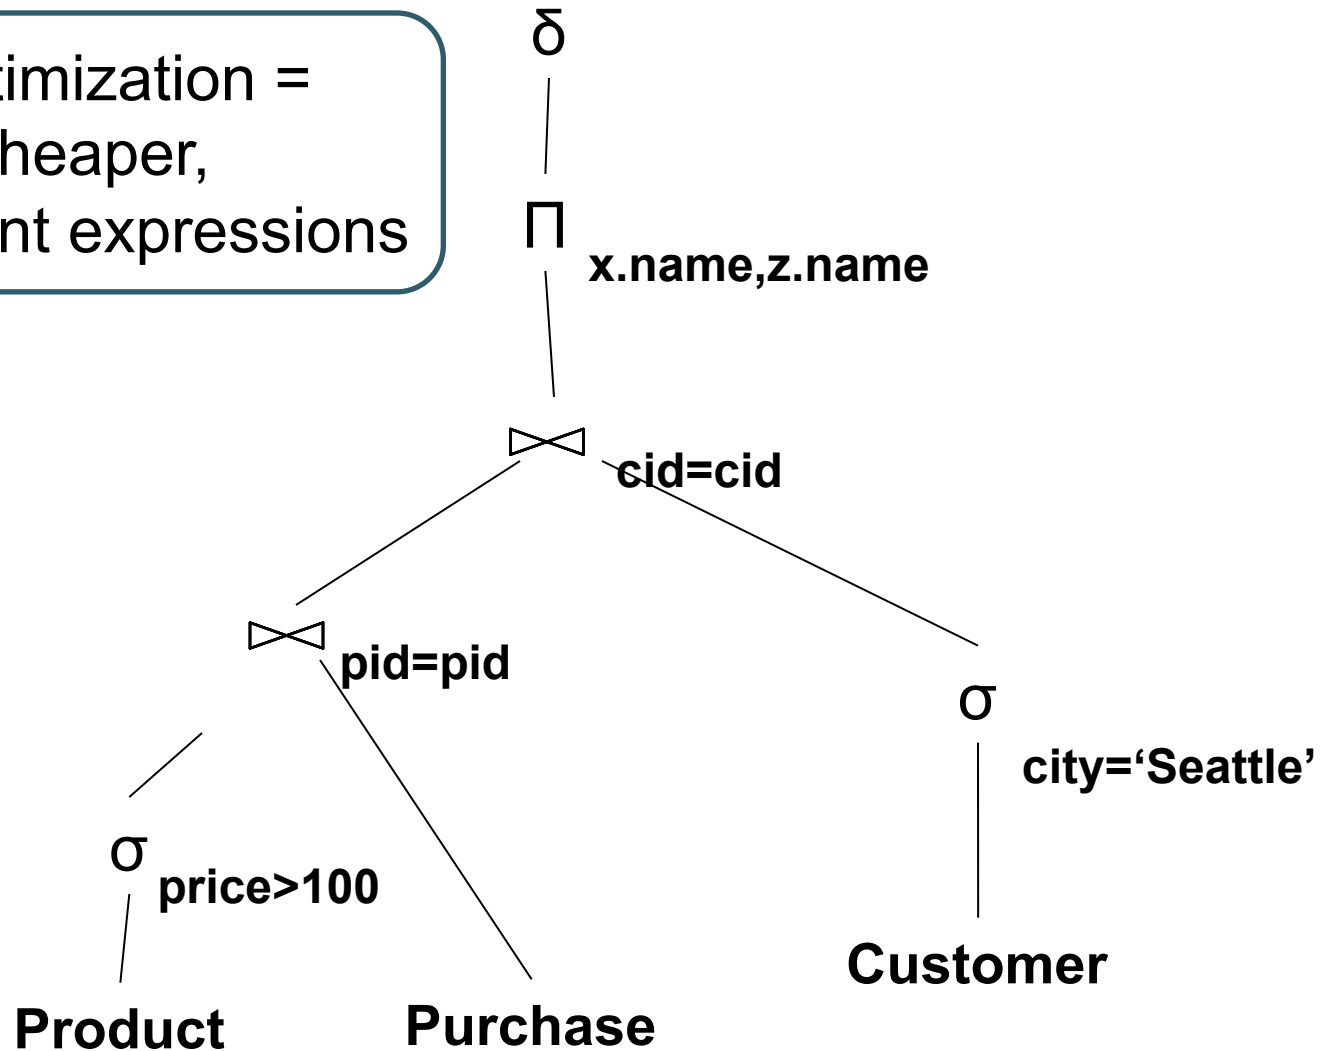 timization =
heaper,
nt expressions
δ
Π
x.name,z.name
⋈
cid=cid
⋈
pid=pid
σ
city=‘Seattle’
σ
price>100
Customer
Product
Purchase